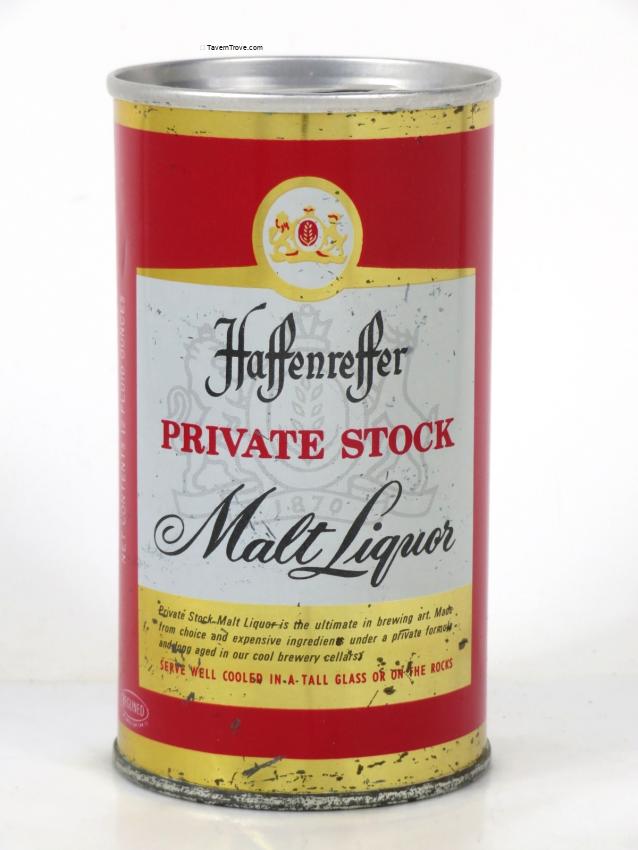 TavernTrove.com
Haffenreffer
PRIVATE STOCK
1870
Malt Liquor
Private Stock Malt Liquor is the ultimate in brewing art. Made
from choice and expensive ingredients under a private formula
and long aged in our cool brewery cellars.
SERVE WELL COOLED IN A TALL GLASS OR ON THE ROCKS
NET CONTENTS 12 FLUID OUNCES